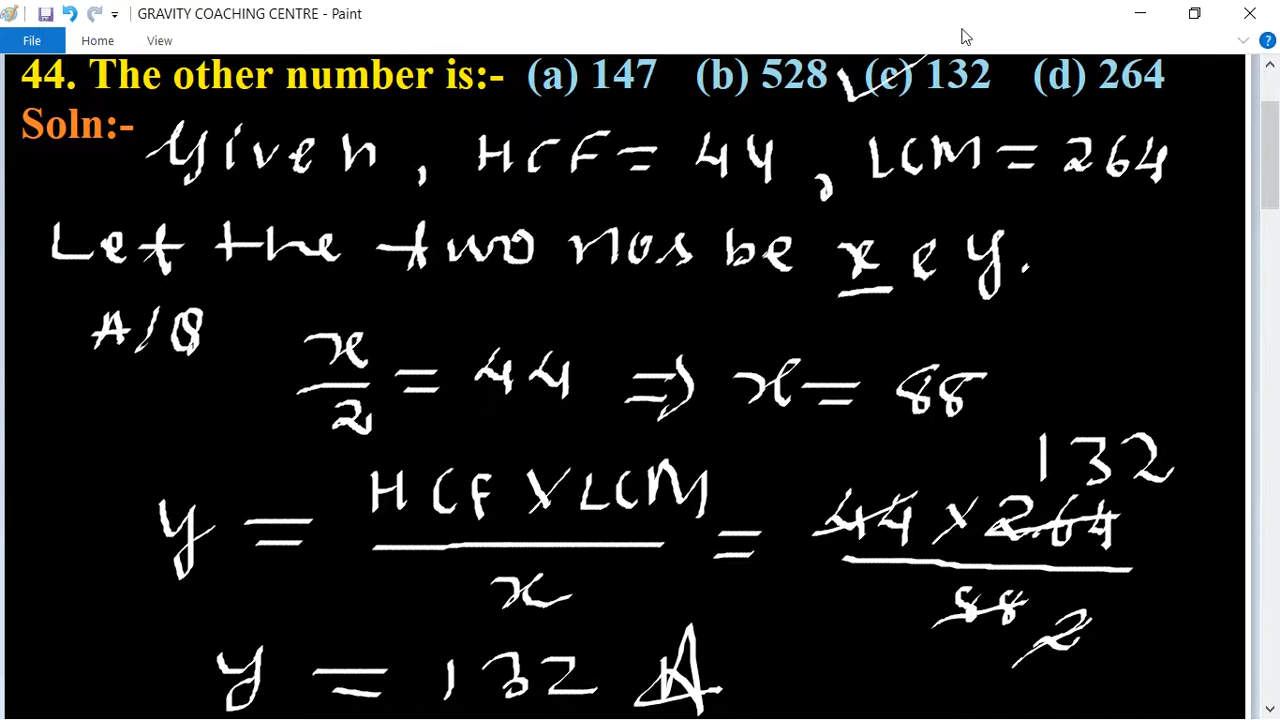 GRAVITY COACHING CENTRE - Paint
File Home View
44. The other number is:- (a) 147 (b) 528 (c) 132 (d) 264
Soln:-
Given, HCF = 44, LCM = 264
Let the two nos be x & y.
A/Q
x/2 = 44 => x = 88
y = HCF X LCM / x = 44 X 264 / 88 2 132
y = 132 A